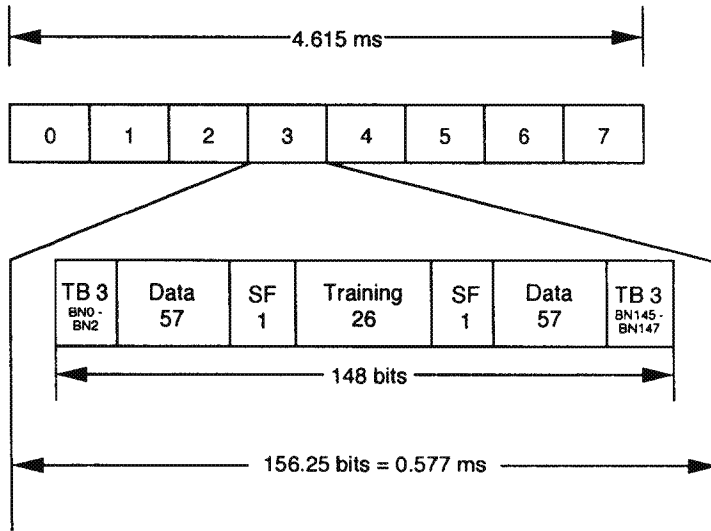 4.615 ms
0 1 2 3 4 5 6 7
TB 3 Data SF Training SF Data TB 3
BN0 - 57 1 26 1 57 BN145 -
BN2 BN147
148 bits
156.25 bits = 0.577 ms